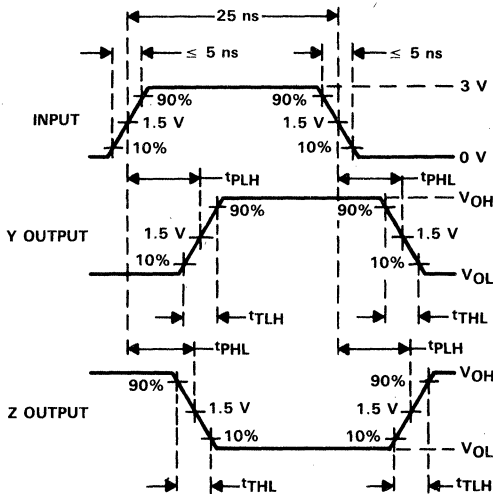 25 ns
≤ 5 ns ≤ 5 ns
3 V
90% 90%
INPUT 1.5 V 1.5 V
10% 10%
0 V
tPLH tPHL
VOH
90% 90%
Y OUTPUT 1.5 V 1.5 V
10% 10%
VOL
tTLH tTHL
tPHL tPLH
VOH
90% 90%
Z OUTPUT 1.5 V 1.5 V
10% 10%
VOL
tTHL tTLH